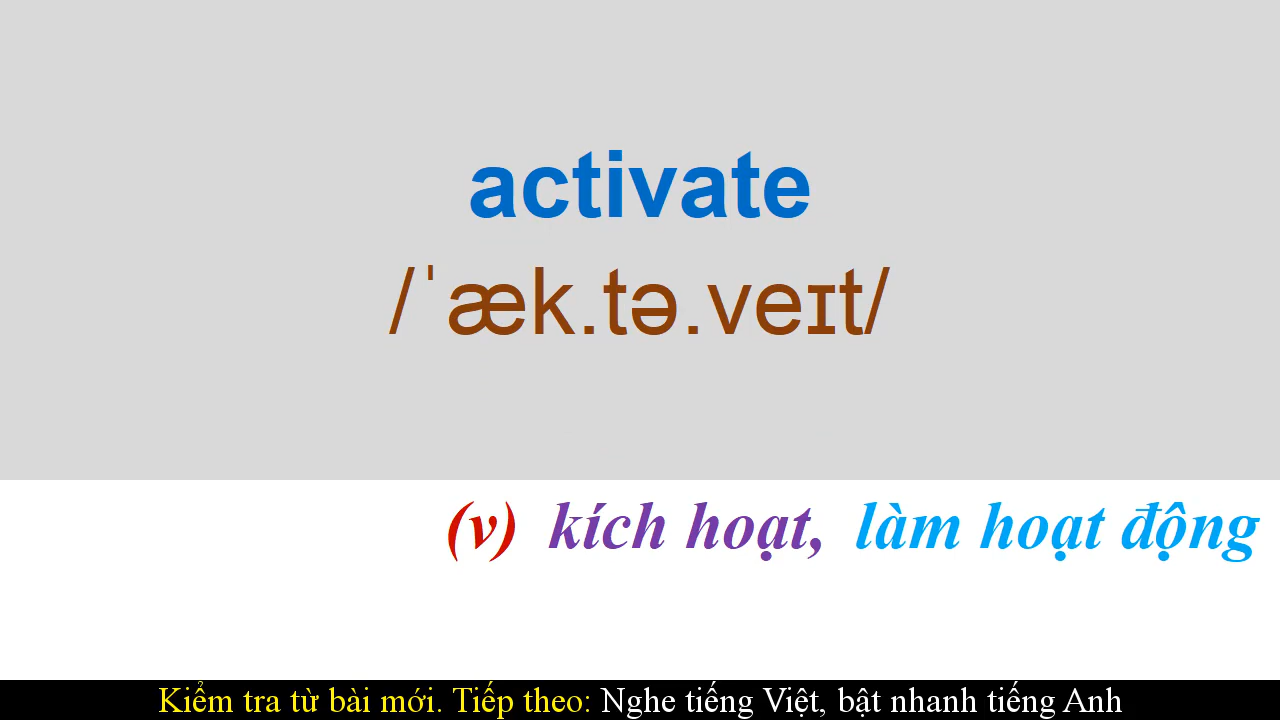 activate
/ˈæk.tə.veɪt/
(v) kích hoạt, làm hoạt động
Kiểm tra từ bài mới. Tiếp theo: Nghe tiếng Việt, bật nhanh tiếng Anh